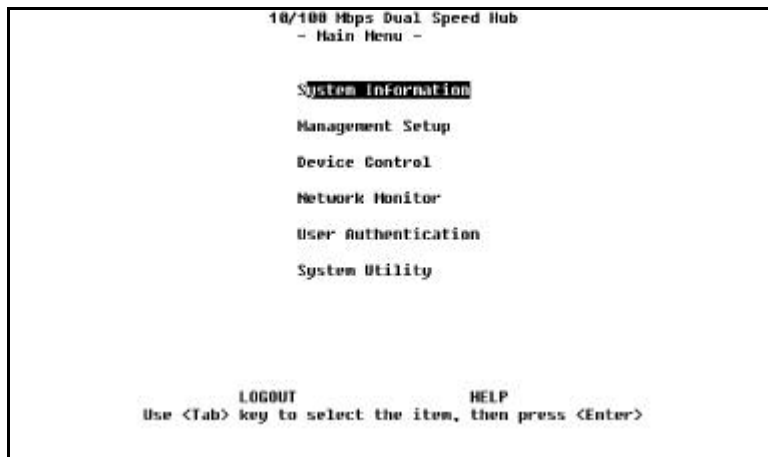 10/100 Mbps Dual Speed Hub
- Main Menu -
System Information
Management Setup
Device Control
Network Monitor
User Authentication
System Utility
LOGOUT HELP
Use <Tab> key to select the item, then press <Enter>